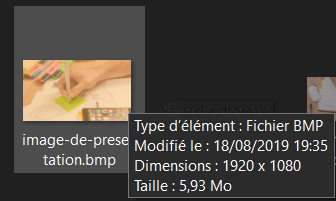 image-de-prese
tation.bmp
Type d'élément : Fichier BMP
Modifié le : 18/08/2019 19:35
Dimensions : 1920 x 1080
Taille : 5,93 Mo